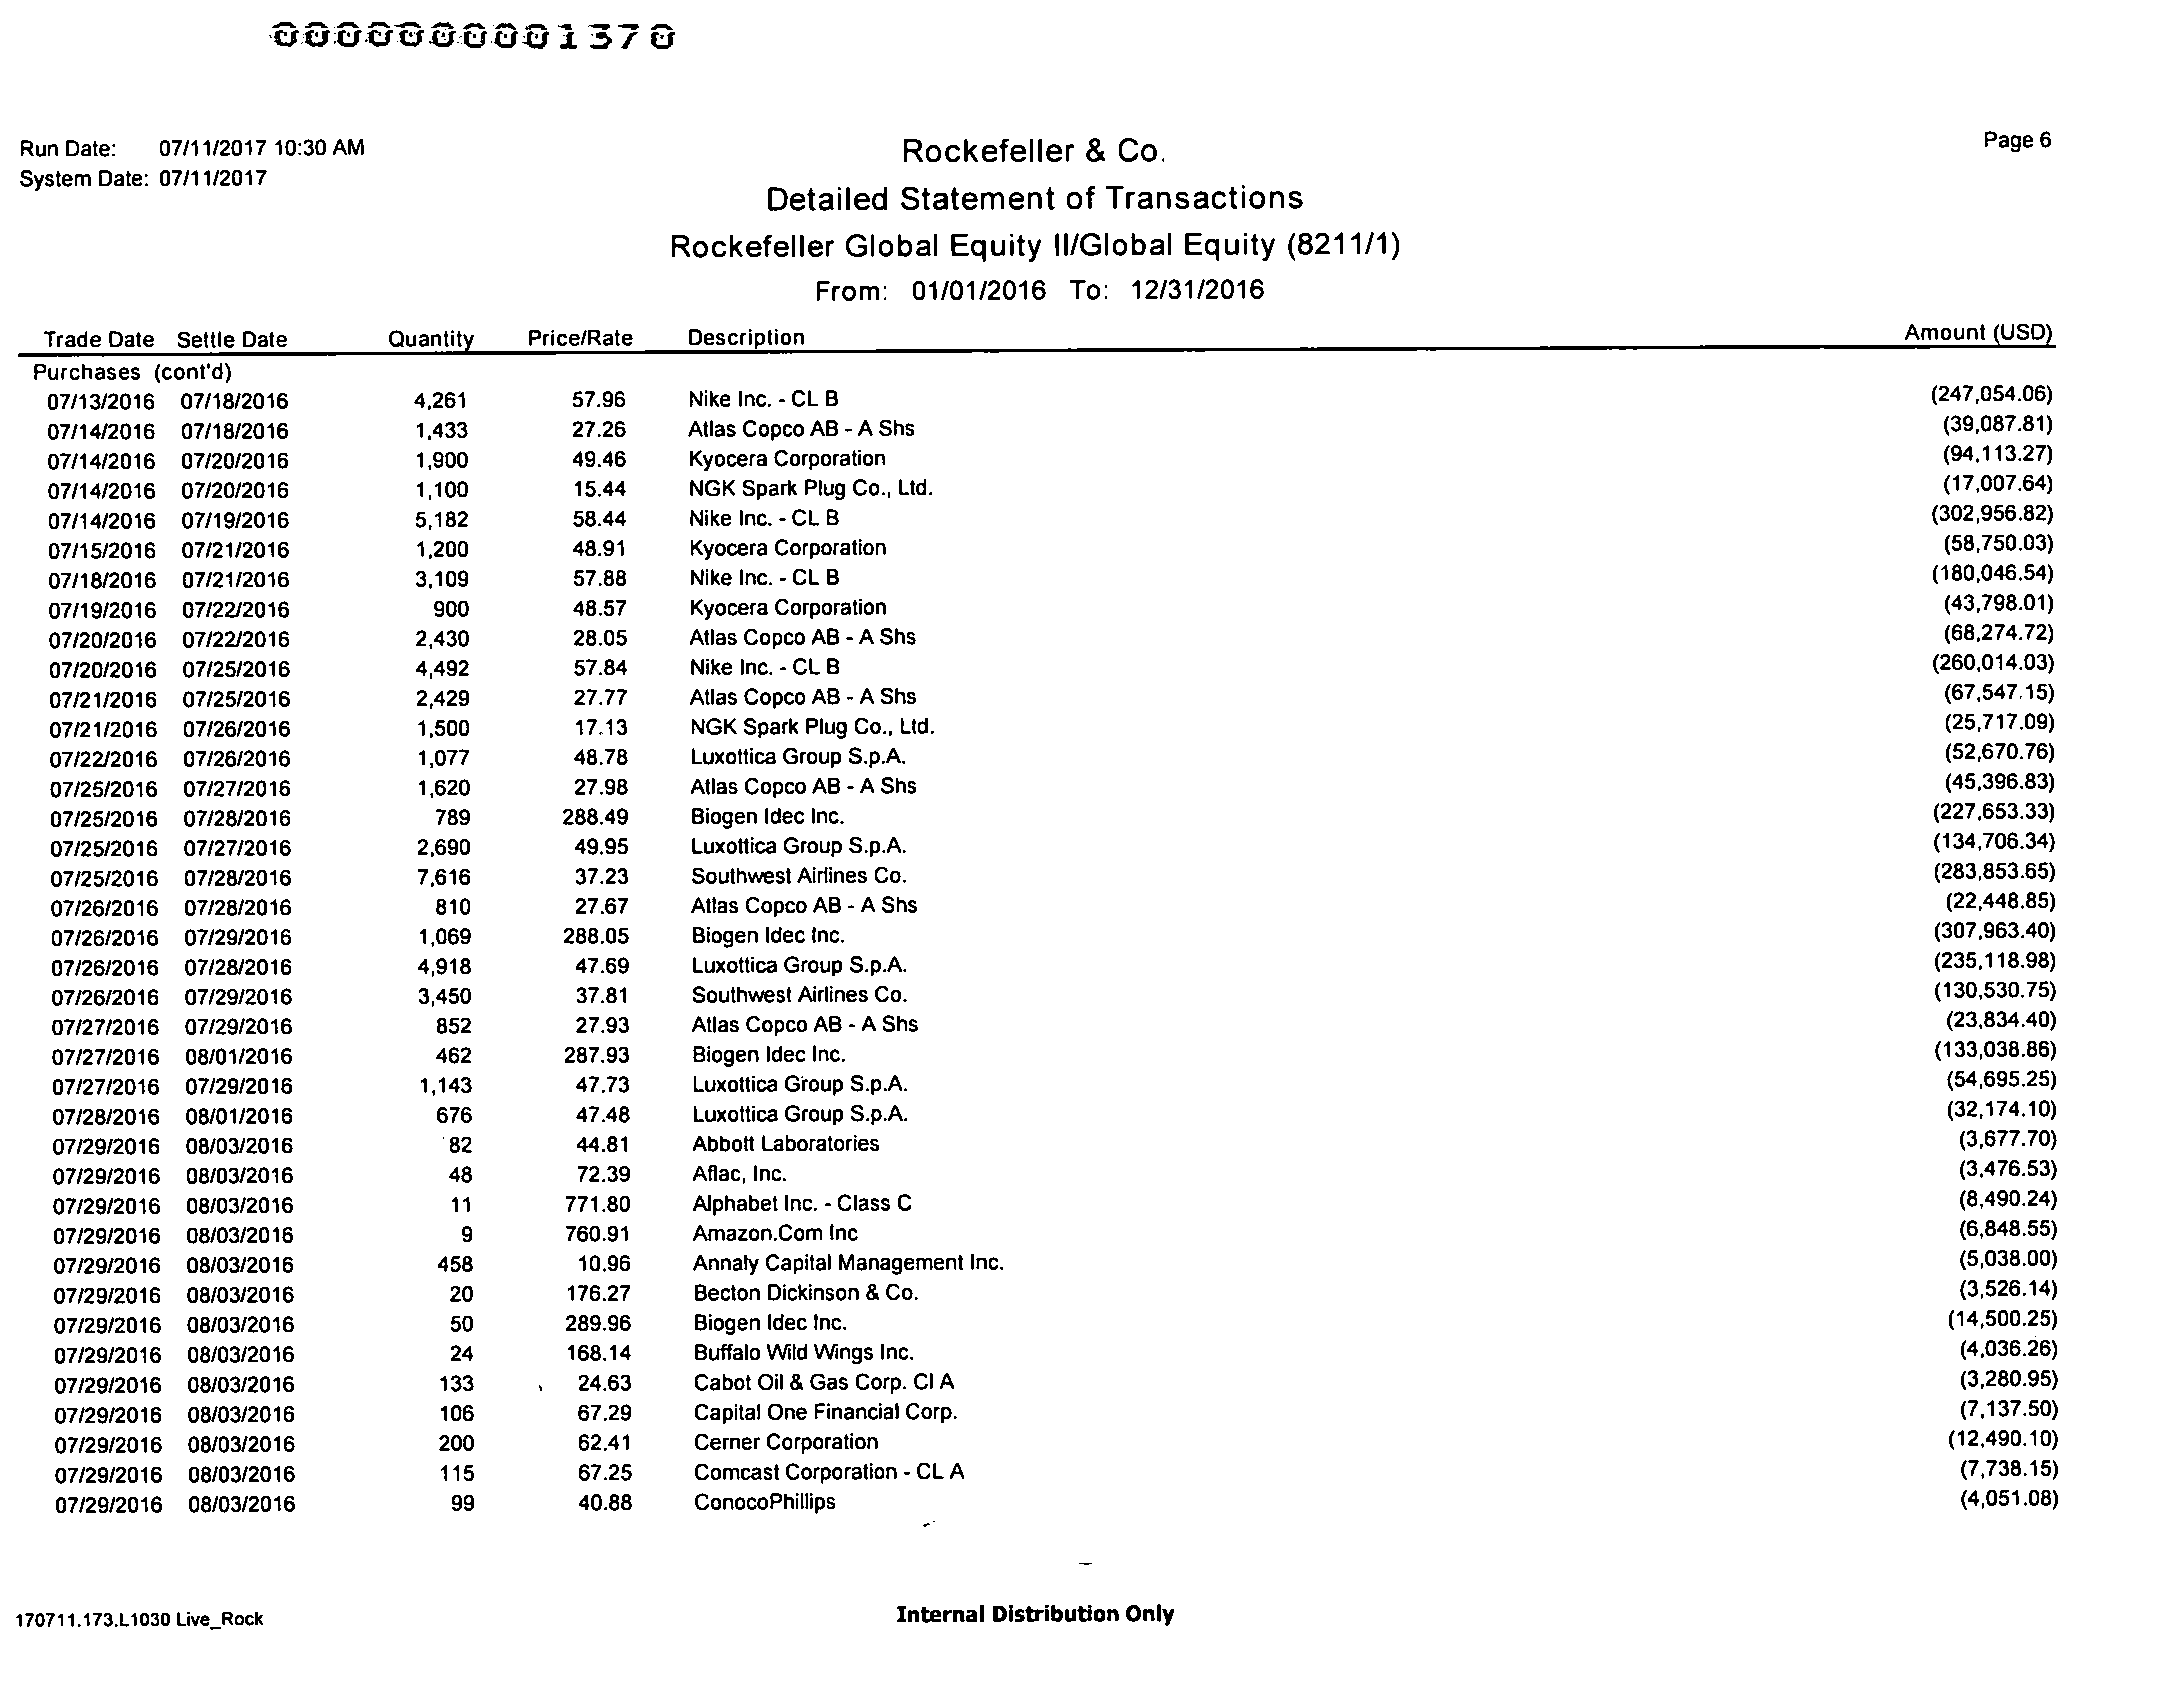 0000000001370
Run Date: 07/11/2017 10:30 AM
Rockefeller & Co.
Page 6
System Date: 07/11/2017
Detailed Statement of Transactions
Rockefeller Global Equity II/Global Equity (8211/1)
From: 01/01/2016 To: 12/31/2016
Trade Date Settle Date Quantity Price/Rate Description Amount (USD)
Purchases (cont'd)
07/13/2016 07/18/2016 4,261 57.96 Nike Inc. - CL B (247,054.06)
07/14/2016 07/18/2016 1,433 27.26 Atlas Copco AB - A Shs (39,087.81)
07/14/2016 07/20/2016 1,900 49.46 Kyocera Corporation (94,113.27)
07/14/2016 07/20/2016 1,100 15.44 NGK Spark Plug Co., Ltd. (17,007.64)
07/14/2016 07/19/2016 5,182 58.44 Nike Inc. - CL B (302,956.82)
07/15/2016 07/21/2016 1,200 48.91 Kyocera Corporation (58,750.03)
07/18/2016 07/21/2016 3,109 57.88 Nike Inc. - CL B (180,046.54)
07/19/2016 07/22/2016 900 48.57 Kyocera Corporation (43,798.01)
07/20/2016 07/22/2016 2,430 28.05 Atlas Copco AB - A Shs (68,274.72)
07/20/2016 07/25/2016 4,492 57.84 Nike Inc. - CL B (260,014.03)
07/21/2016 07/25/2016 2,429 27.77 Atlas Copco AB - A Shs (67,547.15)
07/21/2016 07/26/2016 1,500 17.13 NGK Spark Plug Co., Ltd. (25,717.09)
07/22/2016 07/26/2016 1,077 48.78 Luxottica Group S.p.A. (52,670.76)
07/25/2016 07/27/2016 1,620 27.98 Atlas Copco AB - A Shs (45,396.83)
07/25/2016 07/28/2016 789 288.49 Biogen Idec Inc. (227,653.33)
07/25/2016 07/27/2016 2,690 49.95 Luxottica Group S.p.A. (134,706.34)
07/25/2016 07/28/2016 7,616 37.23 Southwest Airlines Co. (283,853.65)
07/26/2016 07/28/2016 810 27.67 Atlas Copco AB - A Shs (22,448.85)
07/26/2016 07/29/2016 1,069 288.05 Biogen Idec Inc. (307,963.40)
07/26/2016 07/28/2016 4,918 47.69 Luxottica Group S.p.A. (235,118.98)
07/26/2016 07/29/2016 3,450 37.81 Southwest Airlines Co. (130,530.75)
07/27/2016 07/29/2016 852 27.93 Atlas Copco AB - A Shs (23,834.40)
07/27/2016 08/01/2016 462 287.93 Biogen Idec Inc. (133,038.86)
07/27/2016 07/29/2016 1,143 47.73 Luxottica Group S.p.A. (54,695.25)
07/28/2016 08/01/2016 676 47.48 Luxottica Group S.p.A. (32,174.10)
07/29/2016 08/03/2016 82 44.81 Abbott Laboratories (3,677.70)
07/29/2016 08/03/2016 48 72.39 Aflac, Inc. (3,476.53)
07/29/2016 08/03/2016 11 771.80 Alphabet Inc. - Class C (8,490.24)
07/29/2016 08/03/2016 9 760.91 Amazon.Com Inc (6,848.55)
07/29/2016 08/03/2016 458 10.96 Annaly Capital Management Inc. (5,038.00)
07/29/2016 08/03/2016 20 176.27 Becton Dickinson & Co. (3,526.14)
07/29/2016 08/03/2016 50 289.96 Biogen Idec Inc. (14,500.25)
07/29/2016 08/03/2016 24 168.14 Buffalo Wild Wings Inc. (4,036.26)
07/29/2016 08/03/2016 133 24.63 Cabot Oil & Gas Corp. Cl A (3,280.95)
07/29/2016 08/03/2016 106 67.29 Capital One Financial Corp. (7,137.50)
07/29/2016 08/03/2016 200 62.41 Cerner Corporation (12,490.10)
07/29/2016 08/03/2016 115 67.25 Comcast Corporation - CL A (7,738.15)
07/29/2016 08/03/2016 99 40.88 ConocoPhillips (4,051.08)
170711.173.L1030 Live_Rock
Internal Distribution Only